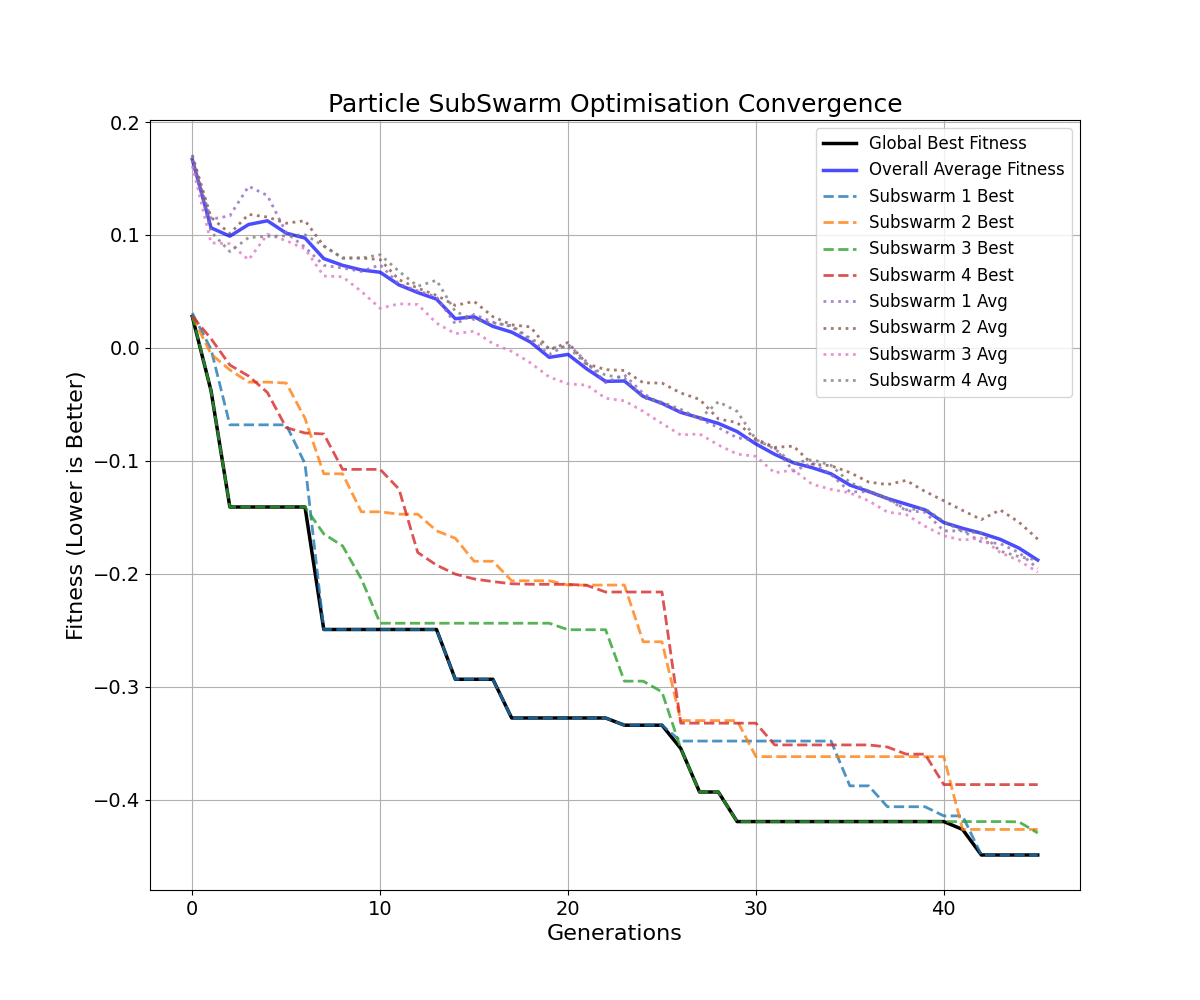 Particle SubSwarm Optimisation Convergence
Fitness (Lower is Better)
0.2
0.1
0.0
−0.1
−0.2
−0.3
−0.4
Global Best Fitness
Overall Average Fitness
Subswarm 1 Best
Subswarm 2 Best
Subswarm 3 Best
Subswarm 4 Best
Subswarm 1 Avg
Subswarm 2 Avg
Subswarm 3 Avg
Subswarm 4 Avg
0 10 20 30 40
Generations